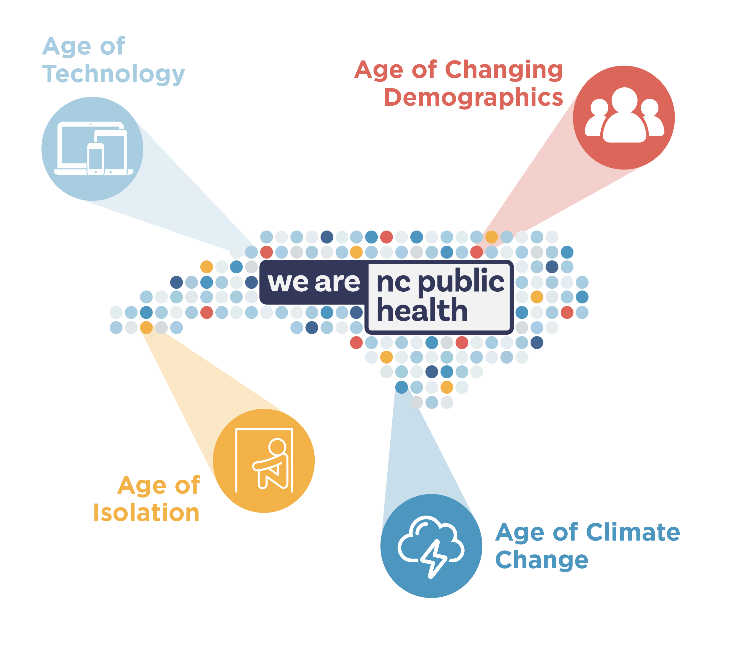 Age of
Technology
Age of Changing
Demographics
we are
nc public
health
Age of
Isolation
Age of Climate
Change